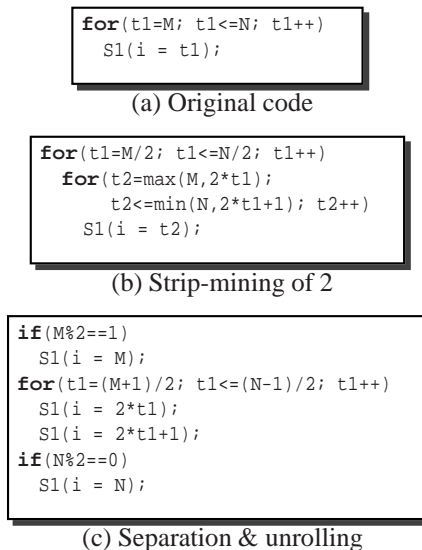 for(t1=M; t1<=N; t1++)
S1(i = t1);
(a) Original code
for(t1=M/2; t1<=N/2; t1++)
for(t2=max(M,2*t1);
t2<=min(N,2*t1+1); t2++)
S1(i = t2);
(b) Strip-mining of 2
if(M%2==1)
S1(i = M);
for(t1=(M+1)/2; t1<=(N-1)/2; t1++)
S1(i = 2*t1);
S1(i = 2*t1+1);
if(N%2==0)
S1(i = N);
(c) Separation & unrolling